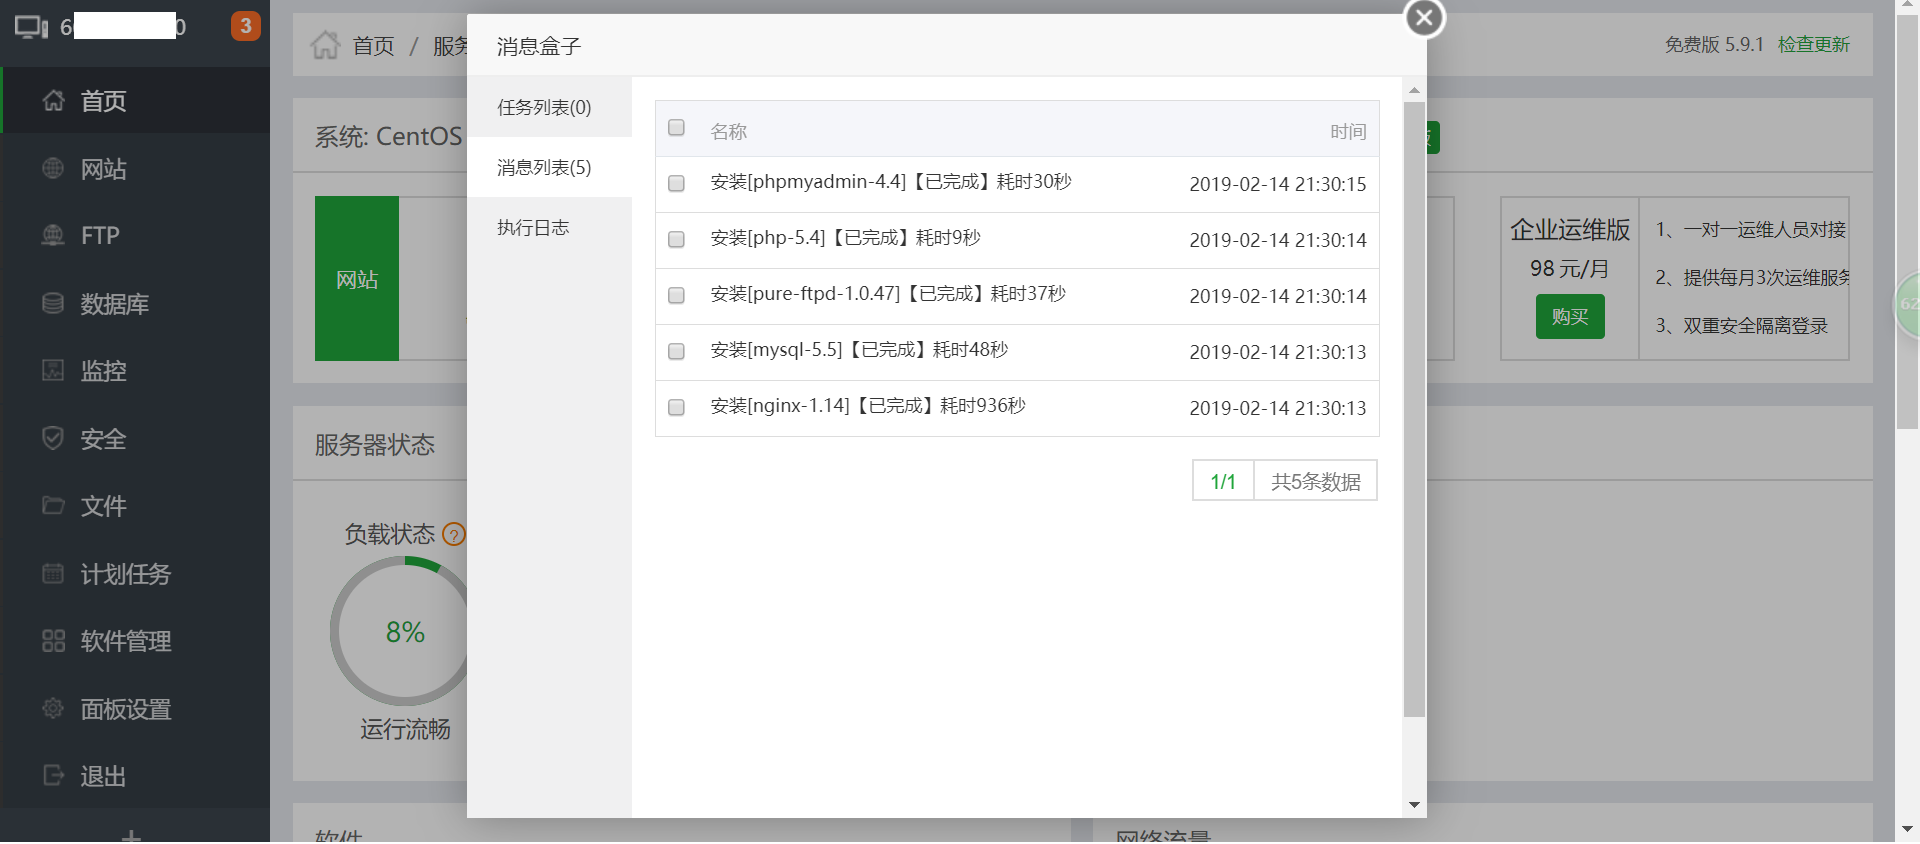 3
首页
网站
FTP
数据库
监控
安全
文件
计划任务
软件管理
面板设置
退出
首页 / 服务
免费版 5.9.1 检查更新
系统: CentOS
网站
企业运维版
98 元/月
购买
1、一对一运维人员对接
2、提供每月3次运维服务
3、双重安全隔离登录
62
服务器状态
负载状态 ?
8%
运行流畅
软件
网络流量
消息盒子
任务列表(0)
消息列表(5)
执行日志
名称 时间
安装[phpmyadmin-4.4]【已完成】耗时30秒 2019-02-14 21:30:15
安装[php-5.4]【已完成】耗时9秒 2019-02-14 21:30:14
安装[pure-ftpd-1.0.47]【已完成】耗时37秒 2019-02-14 21:30:14
安装[mysql-5.5]【已完成】耗时48秒 2019-02-14 21:30:13
安装[nginx-1.14]【已完成】耗时936秒 2019-02-14 21:30:13
1/1 共5条数据